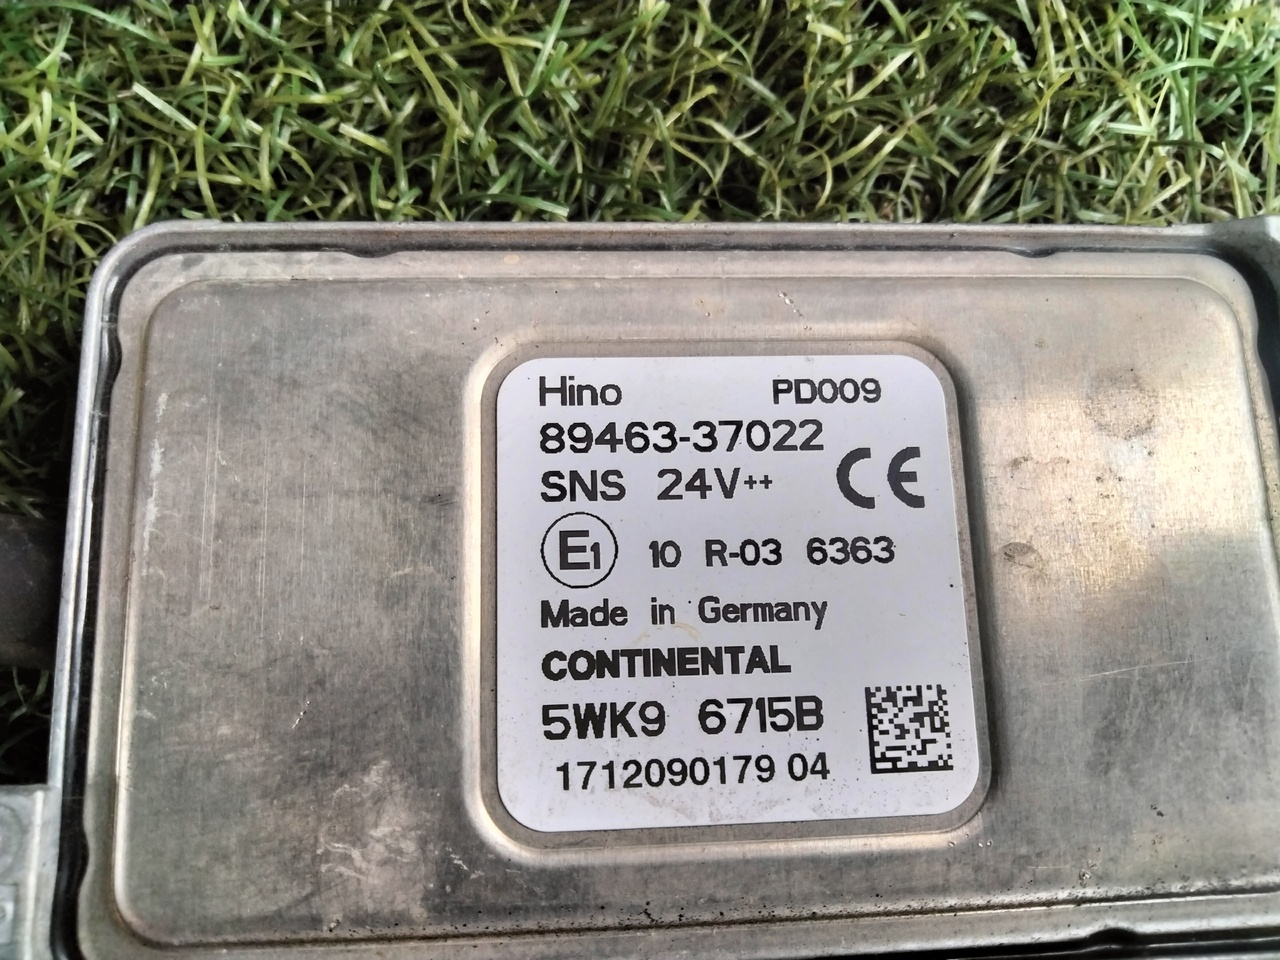 Hino PD009
89463-37022
SNS 24V++ CE
E1 10 R-03 6363
Made in Germany
CONTINENTAL
5WK9 6715B
1712090179 04